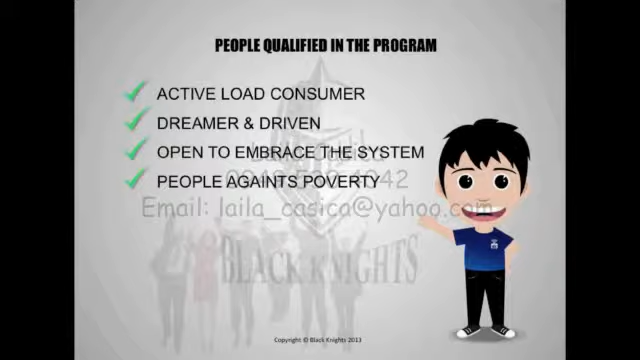 PEOPLE QUALIFIED IN THE PROGRAM
ACTIVE LOAD CONSUMER
DREAMER & DRIVEN
OPEN TO EMBRACE THE SYSTEM
PEOPLE AGAINTS POVERTY
Email: laila_casica@yahoo.com
BLACK KNIGHTS
Copyright © Black Knights 2013